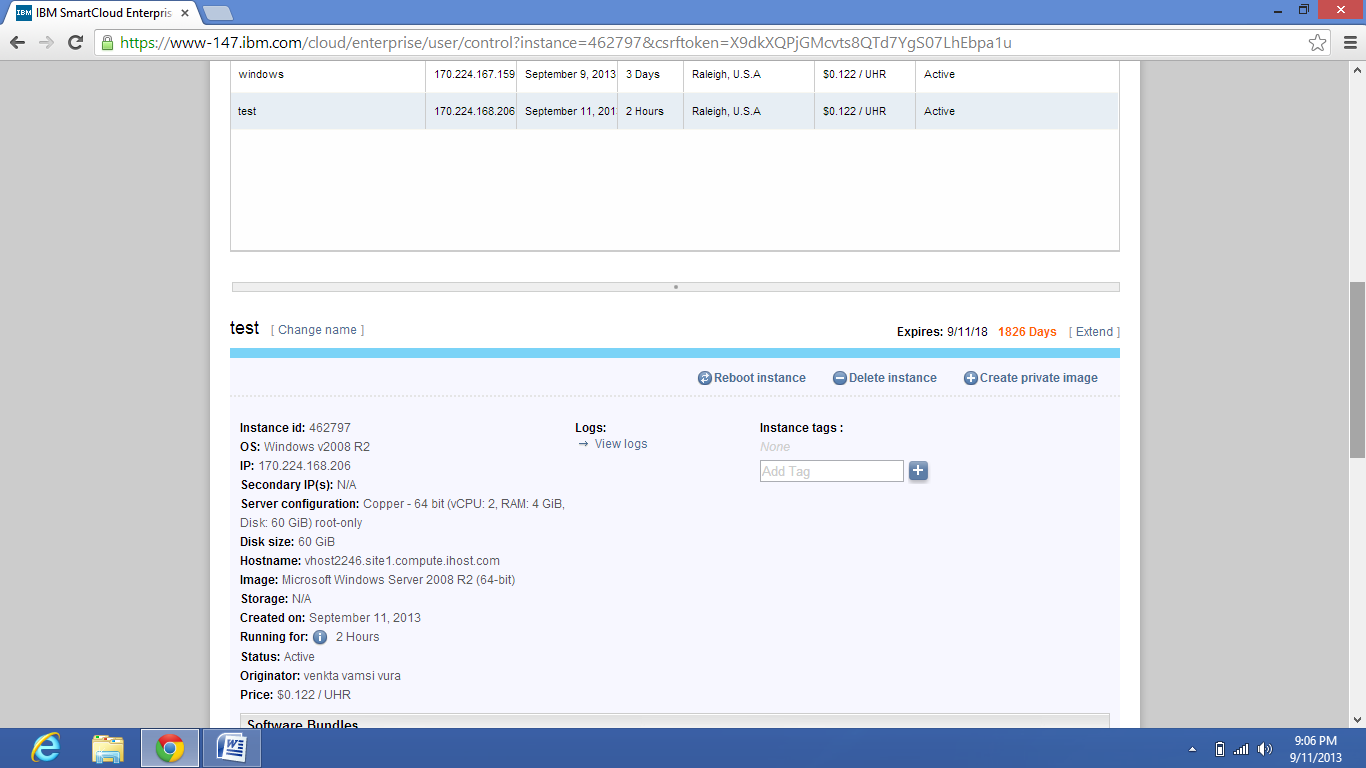 IBM SmartCloud Enterpris
https://www-147.ibm.com/cloud/enterprise/user/control?instance=462797&csrftoken=X9dkXQPjGMcvts8QTd7YgS07LhEbpa1u
windows 170.224.167.159 September 9, 2013 3 Days Raleigh, U.S.A $0.122 / UHR Active
test 170.224.168.206 September 11, 201 2 Hours Raleigh, U.S.A $0.122 / UHR Active
test [ Change name ] Expires: 9/11/18 1826 Days [ Extend ]
Reboot instance Delete instance Create private image
Instance id: 462797
OS: Windows v2008 R2
IP: 170.224.168.206
Secondary IP(s): N/A
Server configuration: Copper - 64 bit (vCPU: 2, RAM: 4 GiB,
Disk: 60 GiB) root-only
Disk size: 60 GiB
Hostname: vhost2246.site1.compute.ihost.com
Image: Microsoft Windows Server 2008 R2 (64-bit)
Storage: N/A
Created on: September 11, 2013
Running for: 2 Hours
Status: Active
Originator: venkta vamsi vura
Price: $0.122 / UHR
Logs:
→ View logs
Instance tags :
None
Add Tag
Software Bundles
9:06 PM
9/11/2013